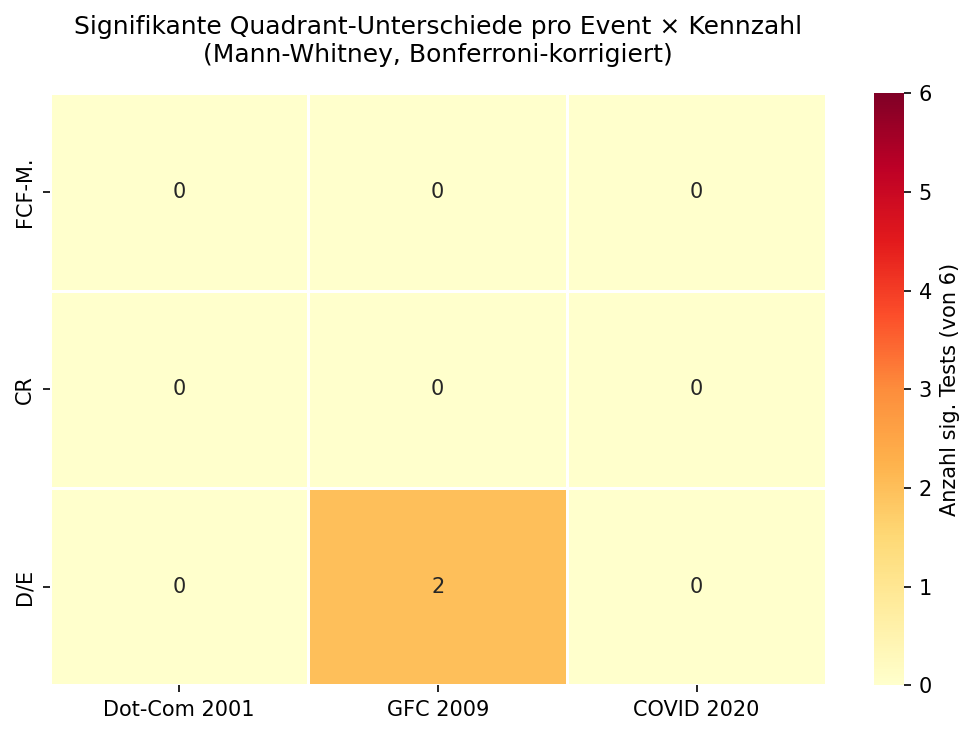 Signifikante Quadrant-Unterschiede pro Event × Kennzahl
(Mann-Whitney, Bonferroni-korrigiert)
FCF-M.
0
0
0
CR
0
0
0
D/E
0
2
0
Dot-Com 2001
GFC 2009
COVID 2020
6
5
4
3
2
1
0
Anzahl sig. Tests (von 6)